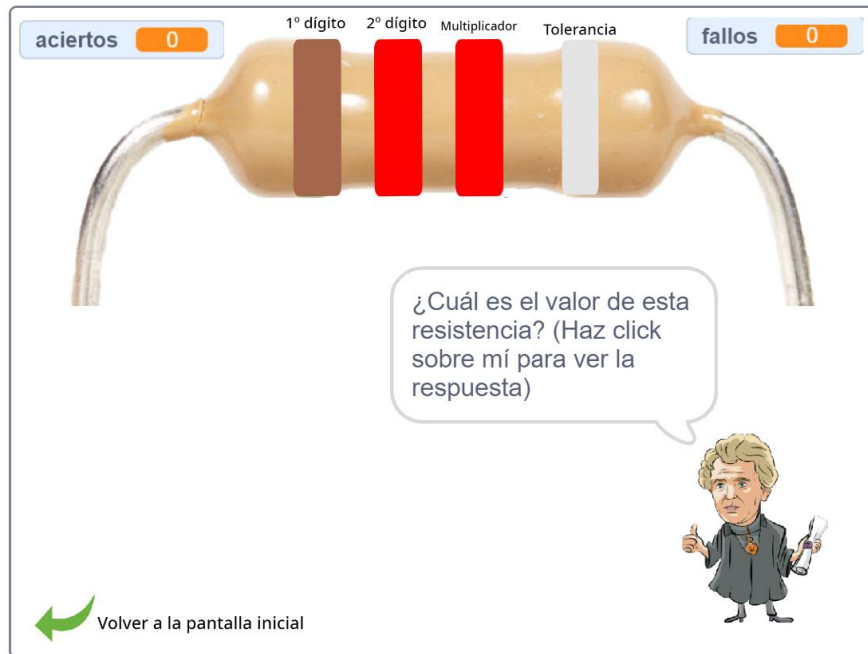 aciertos 0
1º dígito 2º dígito Multiplicador Tolerancia
fallos 0
¿Cuál es el valor de esta
resistencia? (Haz click
sobre mí para ver la
respuesta)
Volver a la pantalla inicial